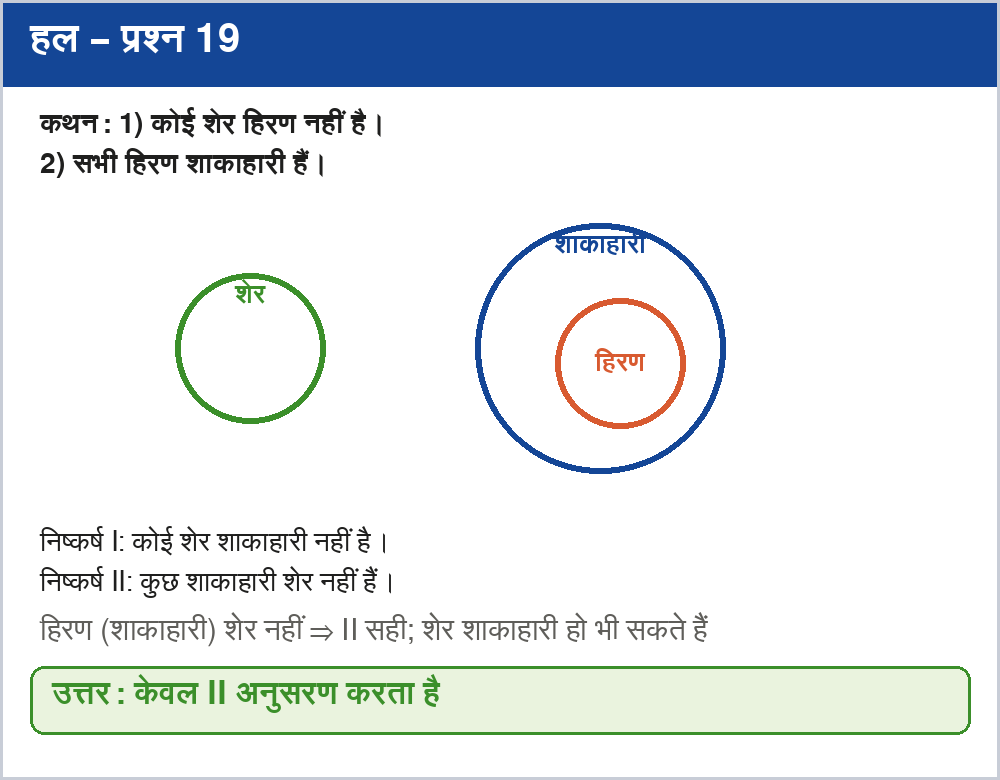 हल – प्रश्न 19
कथन : 1) कोई शेर हिरण नहीं है।
2) सभी हिरण शाकाहारी हैं।
शाकाहारी
शेर
हिरण
निष्कर्ष I: कोई शेर शाकाहारी नहीं है।
निष्कर्ष II: कुछ शाकाहारी शेर नहीं हैं।
हिरण (शाकाहारी) शेर नहीं ⇒ II सही; शेर शाकाहारी हो भी सकते हैं
उत्तर : केवल II अनुसरण करता है